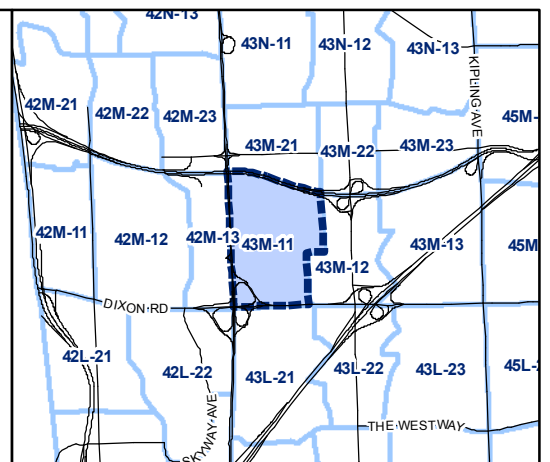 42N-13
43N-11
43N-12
43N-13
KIPLING AVE
42M-21
42M-22
42M-23
45M-
43M-21
43M-22
43M-23
42M-11
42M-12
42M-13
43M-11
43M-12
43M-13
45M
DIXON RD
42L-21
42L-22
43L-21
43L-22
43L-23
45L-
SKYWAY AVE
THE WESTWAY